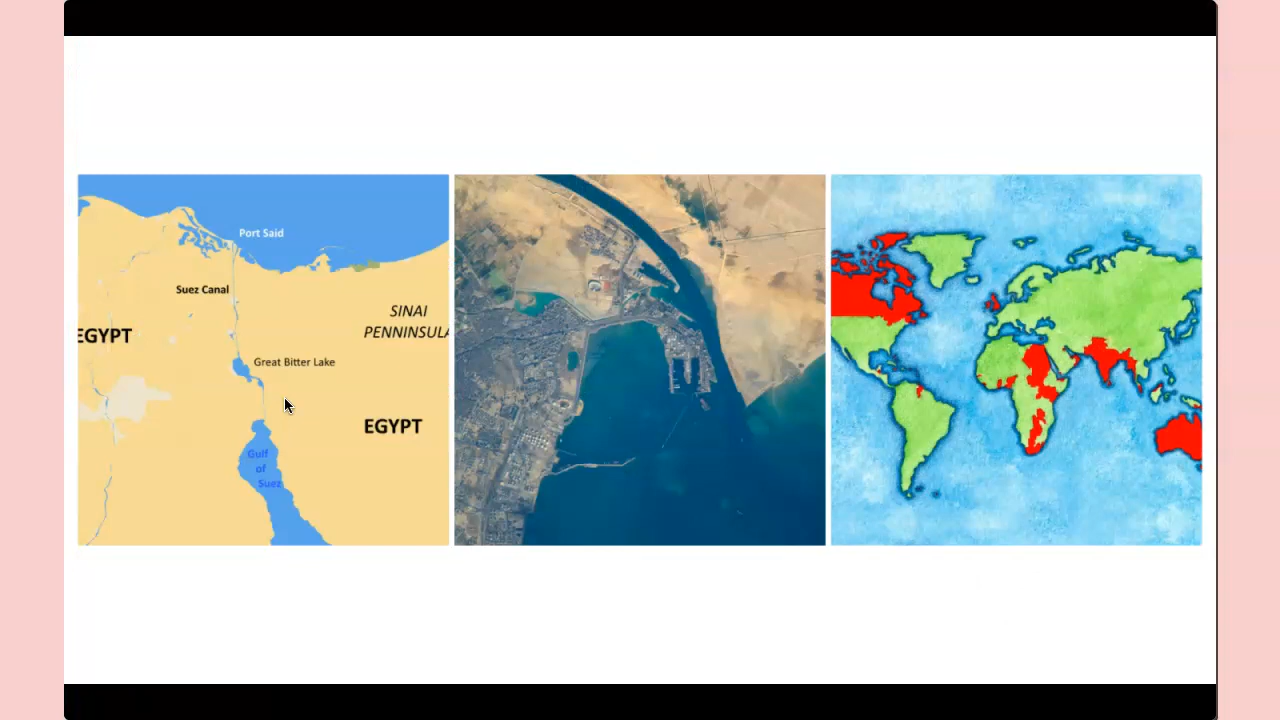 Port Said
Suez Canal
SINAI
PENNINSULA
EGYPT
Great Bitter Lake
EGYPT
Gulf
of
Suez